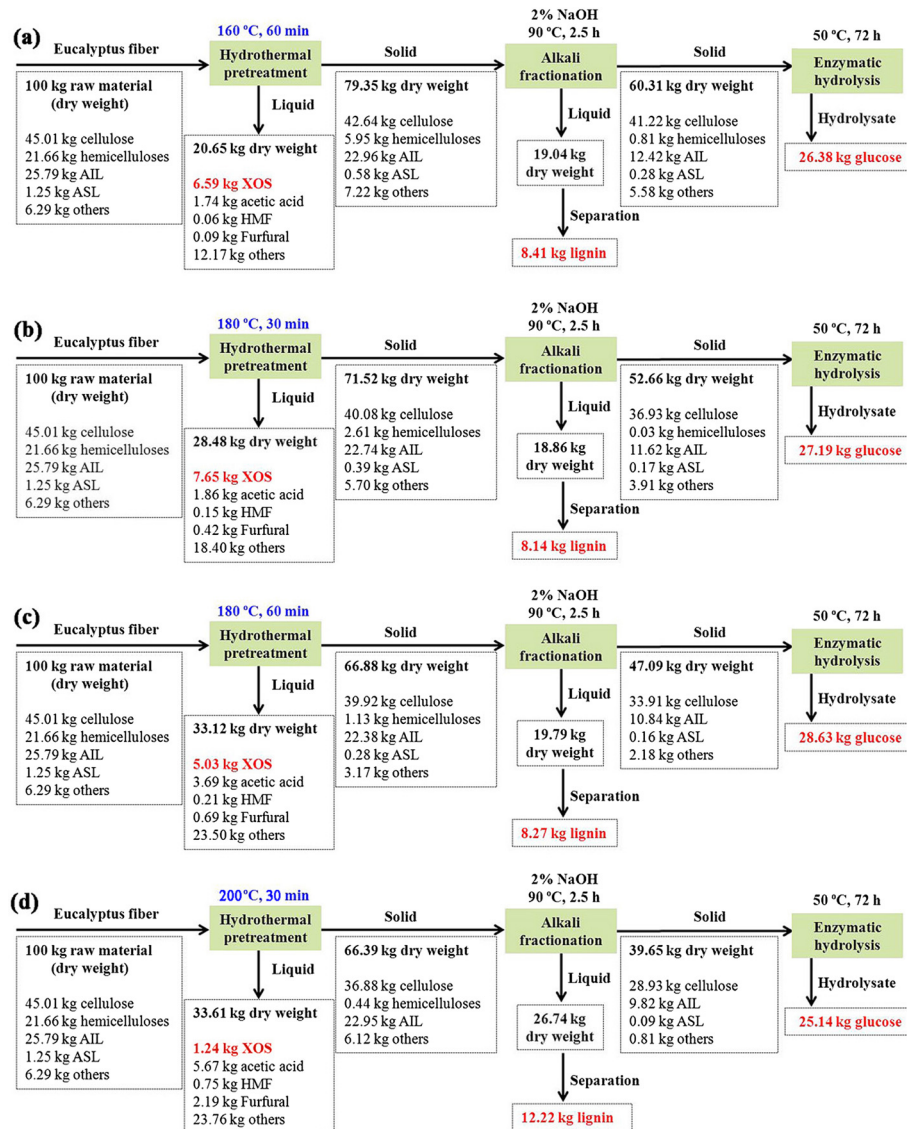 (a)
160 ºC, 60 min
2% NaOH
90 ºC, 2.5 h
50 ºC, 72 h
Eucalyptus fiber
Hydrothermal
pretreatment
Solid
Alkali
fractionation
Solid
Enzymatic
hydrolysis
100 kg raw material
(dry weight)
45.01 kg cellulose
21.66 kg hemicelluloses
25.79 kg AIL
1.25 kg ASL
6.29 kg others
Liquid
20.65 kg dry weight
6.59 kg XOS
1.74 kg acetic acid
0.06 kg HMF
0.09 kg Furfural
12.17 kg others
79.35 kg dry weight
42.64 kg cellulose
5.95 kg hemicelluloses
22.96 kg AIL
0.58 kg ASL
7.22 kg others
Liquid
19.04 kg
dry weight
Separation
8.41 kg lignin
60.31 kg dry weight
41.22 kg cellulose
0.81 kg hemicelluloses
12.42 kg AIL
0.28 kg ASL
5.58 kg others
Hydrolysate
26.38 kg glucose
(b)
180 ºC, 30 min
2% NaOH
90 ºC, 2.5 h
50 ºC, 72 h
Eucalyptus fiber
Hydrothermal
pretreatment
Solid
Alkali
fractionation
Solid
Enzymatic
hydrolysis
100 kg raw material
(dry weight)
45.01 kg cellulose
21.66 kg hemicelluloses
25.79 kg AIL
1.25 kg ASL
6.29 kg others
Liquid
28.48 kg dry weight
7.65 kg XOS
1.86 kg acetic acid
0.15 kg HMF
0.42 kg Furfural
18.40 kg others
71.52 kg dry weight
40.08 kg cellulose
2.61 kg hemicelluloses
22.74 kg AIL
0.39 kg ASL
5.70 kg others
Liquid
18.86 kg
dry weight
Separation
8.14 kg lignin
52.66 kg dry weight
36.93 kg cellulose
0.03 kg hemicelluloses
11.62 kg AIL
0.17 kg ASL
3.91 kg others
Hydrolysate
27.19 kg glucose
(c)
180 ºC, 60 min
2% NaOH
90 ºC, 2.5 h
50 ºC, 72 h
Eucalyptus fiber
Hydrothermal
pretreatment
Solid
Alkali
fractionation
Solid
Enzymatic
hydrolysis
100 kg raw material
(dry weight)
45.01 kg cellulose
21.66 kg hemicelluloses
25.79 kg AIL
1.25 kg ASL
6.29 kg others
Liquid
33.12 kg dry weight
5.03 kg XOS
3.69 kg acetic acid
0.21 kg HMF
0.69 kg Furfural
23.50 kg others
66.88 kg dry weight
39.92 kg cellulose
1.13 kg hemicelluloses
22.38 kg AIL
0.28 kg ASL
3.17 kg others
Liquid
19.79 kg
dry weight
Separation
8.27 kg lignin
47.09 kg dry weight
33.91 kg cellulose
10.84 kg AIL
0.16 kg ASL
2.18 kg others
Hydrolysate
28.63 kg glucose
(d)
200 ºC, 30 min
2% NaOH
90 ºC, 2.5 h
50 ºC, 72 h
Eucalyptus fiber
Hydrothermal
pretreatment
Solid
Alkali
fractionation
Solid
Enzymatic
hydrolysis
100 kg raw material
(dry weight)
45.01 kg cellulose
21.66 kg hemicelluloses
25.79 kg AIL
1.25 kg ASL
6.29 kg others
Liquid
33.61 kg dry weight
1.24 kg XOS
5.67 kg acetic acid
0.75 kg HMF
2.19 kg Furfural
23.76 kg others
66.39 kg dry weight
36.88 kg cellulose
0.44 kg hemicelluloses
22.95 kg AIL
6.12 kg others
Liquid
26.74 kg
dry weight
Separation
12.22 kg lignin
39.65 kg dry weight
28.93 kg cellulose
9.82 kg AIL
0.09 kg ASL
0.81 kg others
Hydrolysate
25.14 kg glucose